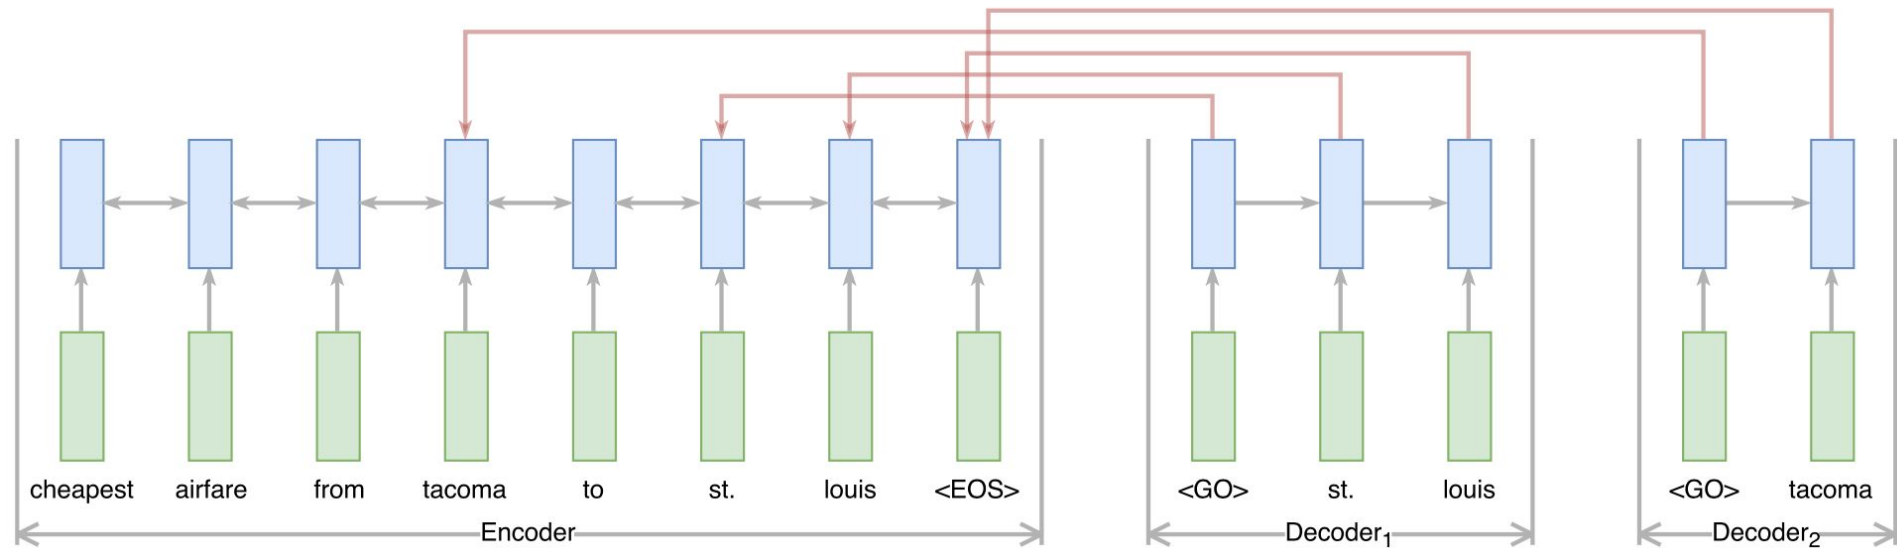 cheapest airfare from tacoma to st. louis <EOS> <GO> st. louis <GO> tacoma
Encoder Decoder1 Decoder2